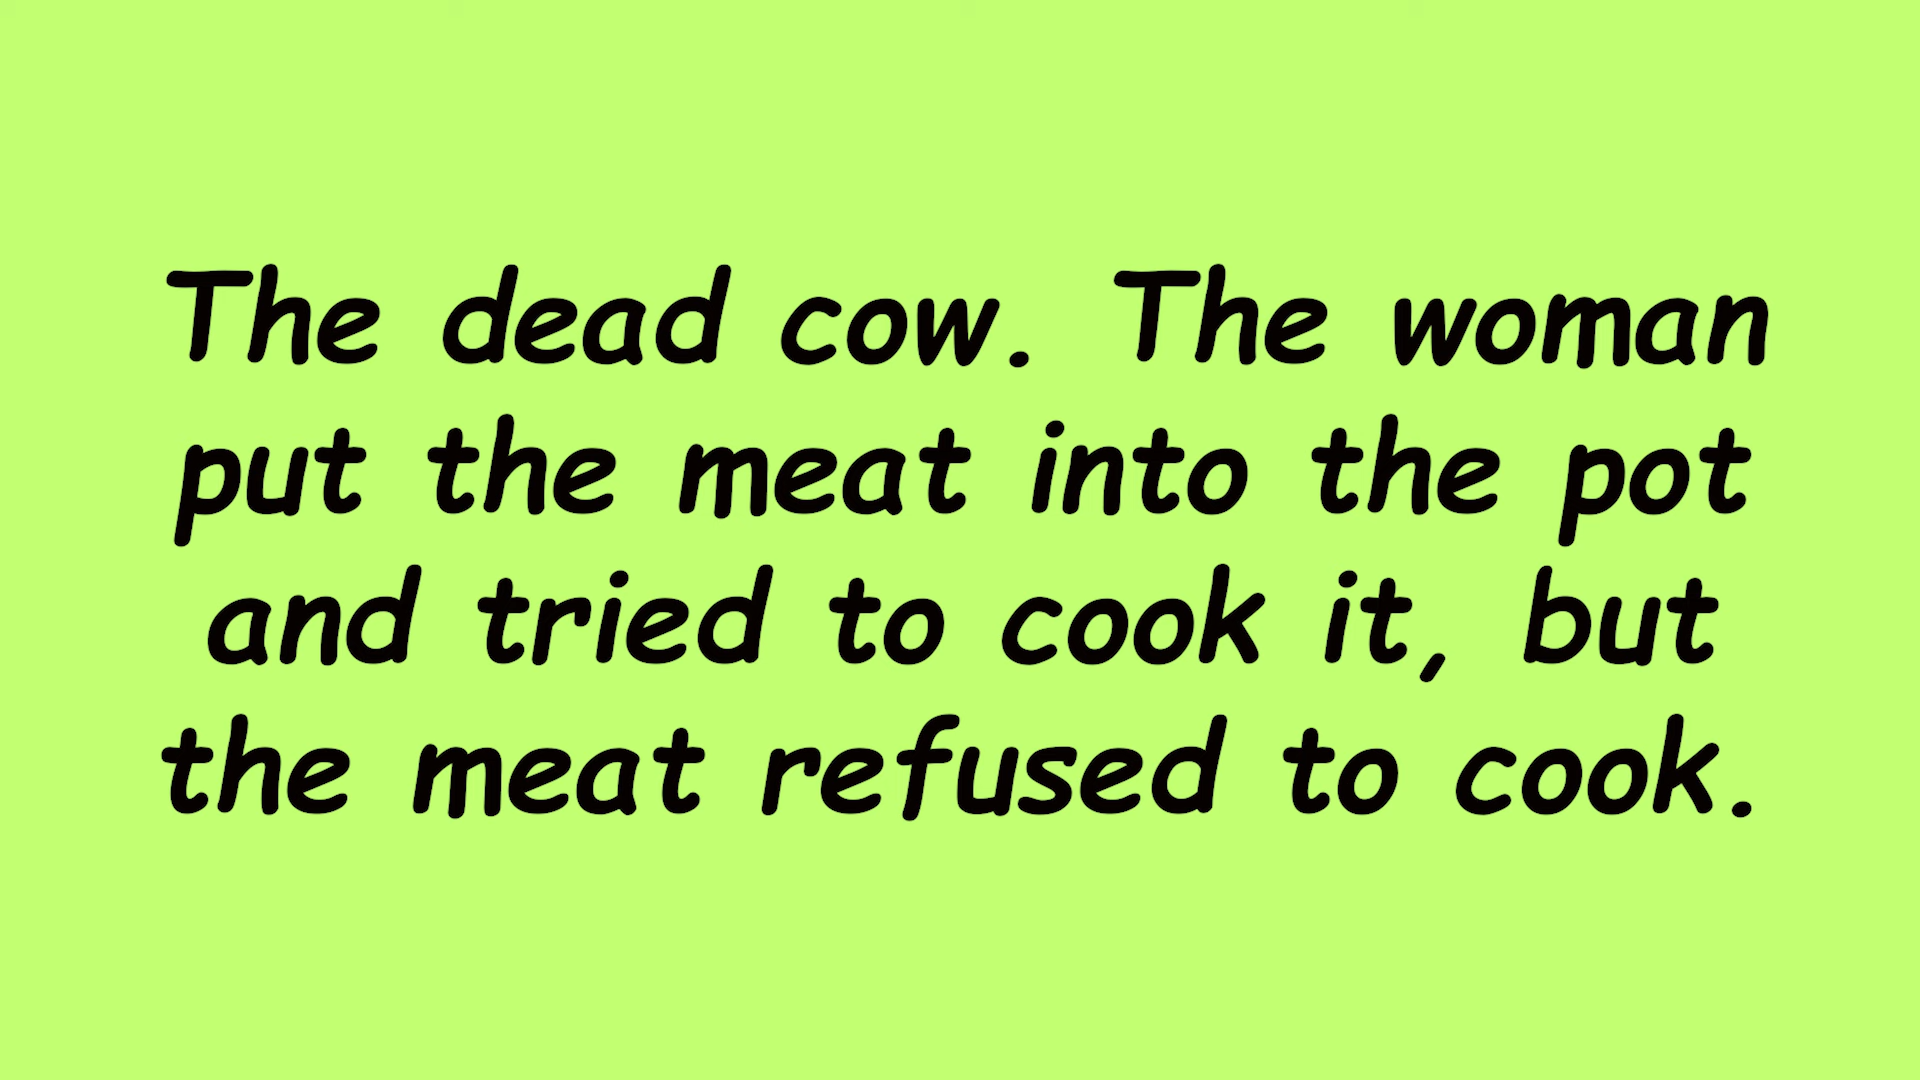 The dead cow. The woman
put the meat into the pot
and tried to cook it, but
the meat refused to cook.